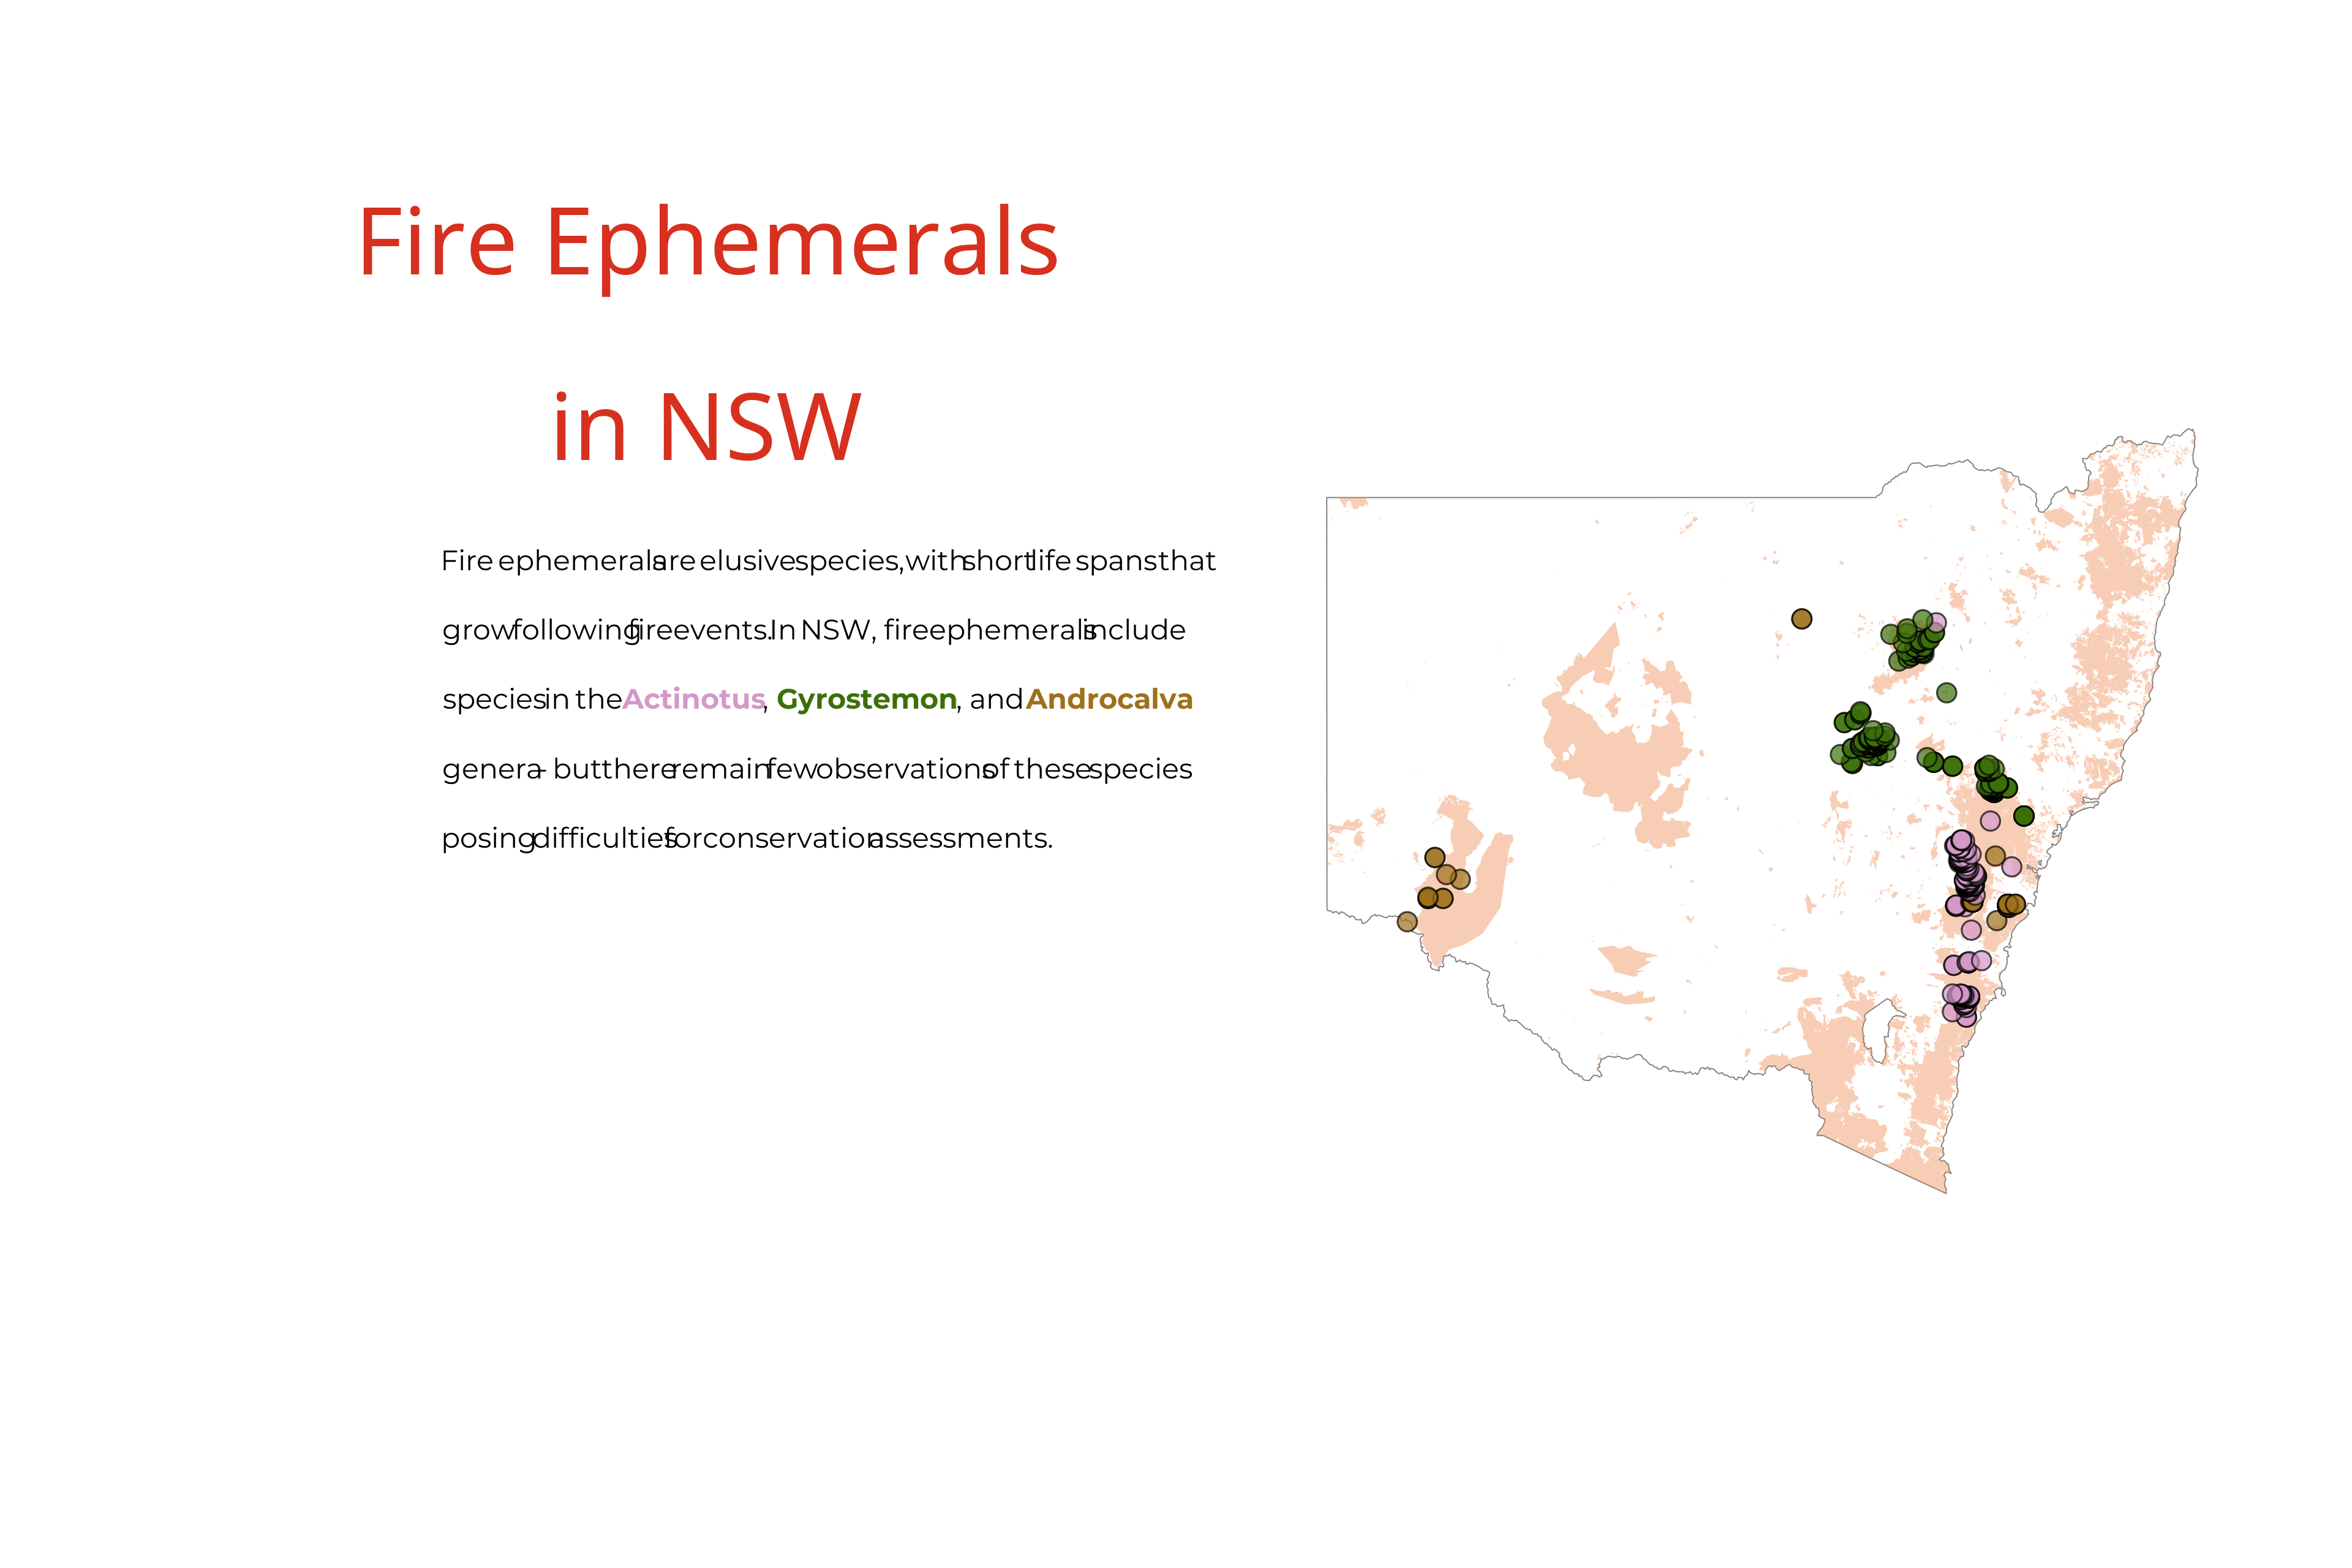 Fire Ephemerals
in NSW
Fire ephemerals are elusive species, with short life spans that
grow following fire events. In NSW, fire ephemerals include
species in the Actinotus, Gyrostemon, and Androcalva
genera - but there remain few observations of these species
posing difficulties for conservation assessments.